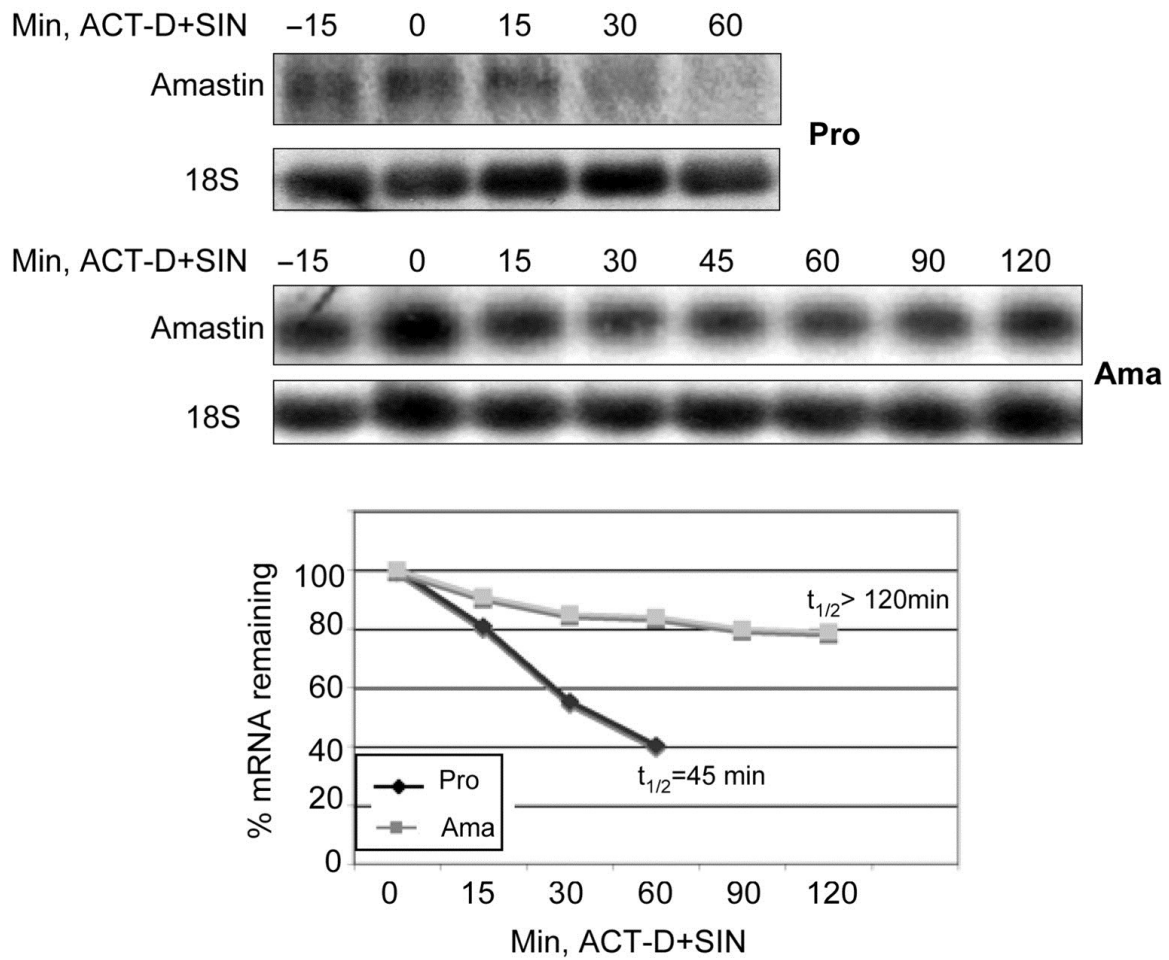 Min, ACT-D+SIN −15 0 15 30 60
Amastin
Pro
18S
Min, ACT-D+SIN −15 0 15 30 45 60 90 120
Amastin
Ama
18S
% mRNA remaining
100
80
60
40
20
0
t1/2> 120min
t1/2=45 min
Pro
Ama
0 15 30 60 90 120
Min, ACT-D+SIN